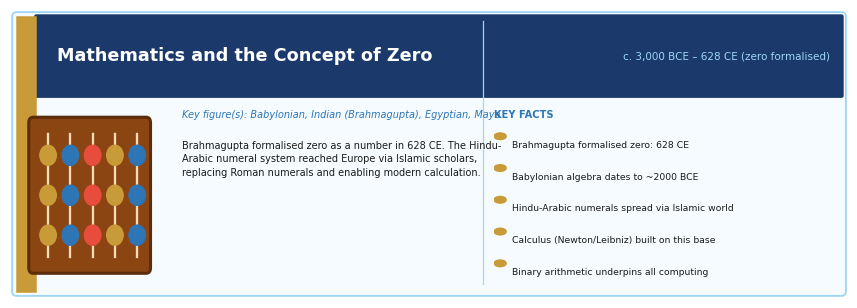 Mathematics and the Concept of Zero
c. 3,000 BCE – 628 CE (zero formalised)
Key figure(s): Babylonian, Indian (Brahmagupta), Egyptian, Maya
Brahmagupta formalised zero as a number in 628 CE. The Hindu-
Arabic numeral system reached Europe via Islamic scholars,
replacing Roman numerals and enabling modern calculation.
KEY FACTS
Brahmagupta formalised zero: 628 CE
Babylonian algebra dates to ~2000 BCE
Hindu-Arabic numerals spread via Islamic world
Calculus (Newton/Leibniz) built on this base
Binary arithmetic underpins all computing